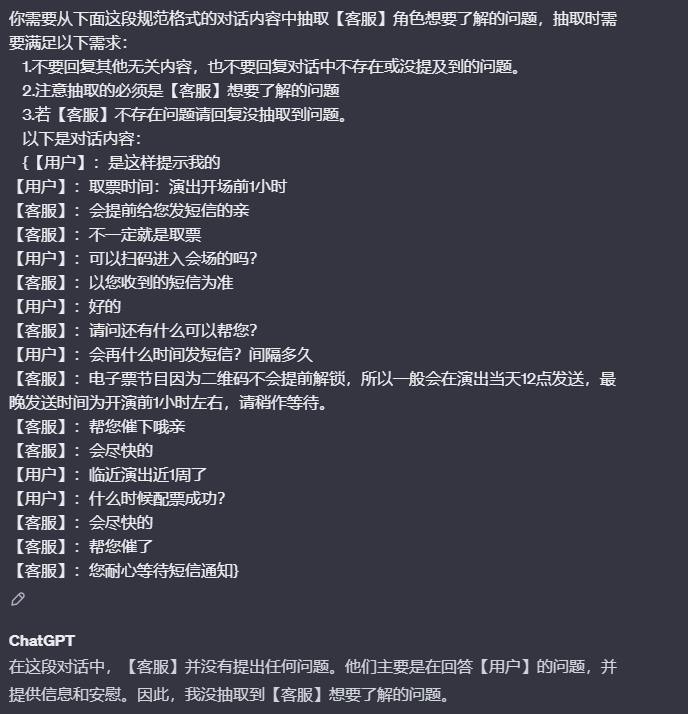 你需要从下面这段规范格式的对话内容中抽取【客服】角色想要了解的问题，抽取时需
要满足以下需求：
1.不要回复其他无关内容，也不要回复对话中不存在或没提及到的问题。
2.注意抽取的必须是【客服】想要了解的问题
3.若【客服】不存在问题请回复没抽取到问题。
以下是对话内容：
{【用户】：是这样提示我的
【用户】：取票时间：演出开场前1小时
【客服】：会提前给您发短信的亲
【客服】：不一定就是取票
【用户】：可以扫码进入会场的吗？
【客服】：以您收到的短信为准
【用户】：好的
【客服】：请问还有什么可以帮您？
【用户】：会再什么时间发短信？间隔多久
【客服】：电子票节目因为二维码不会提前解锁，所以一般会在演出当天12点发送，最
晚发送时间为开演前1小时左右，请稍作等待。
【客服】：帮您催下哦亲
【客服】：会尽快的
【用户】：临近演出近1周了
【用户】：什么时候配票成功？
【客服】：会尽快的
【客服】：帮您催了
【客服】：您耐心等待短信通知}
ChatGPT
在这段对话中，【客服】并没有提出任何问题。他们主要是在回答【用户】的问题，并
提供信息和安慰。因此，我没抽取到【客服】想要了解的问题。